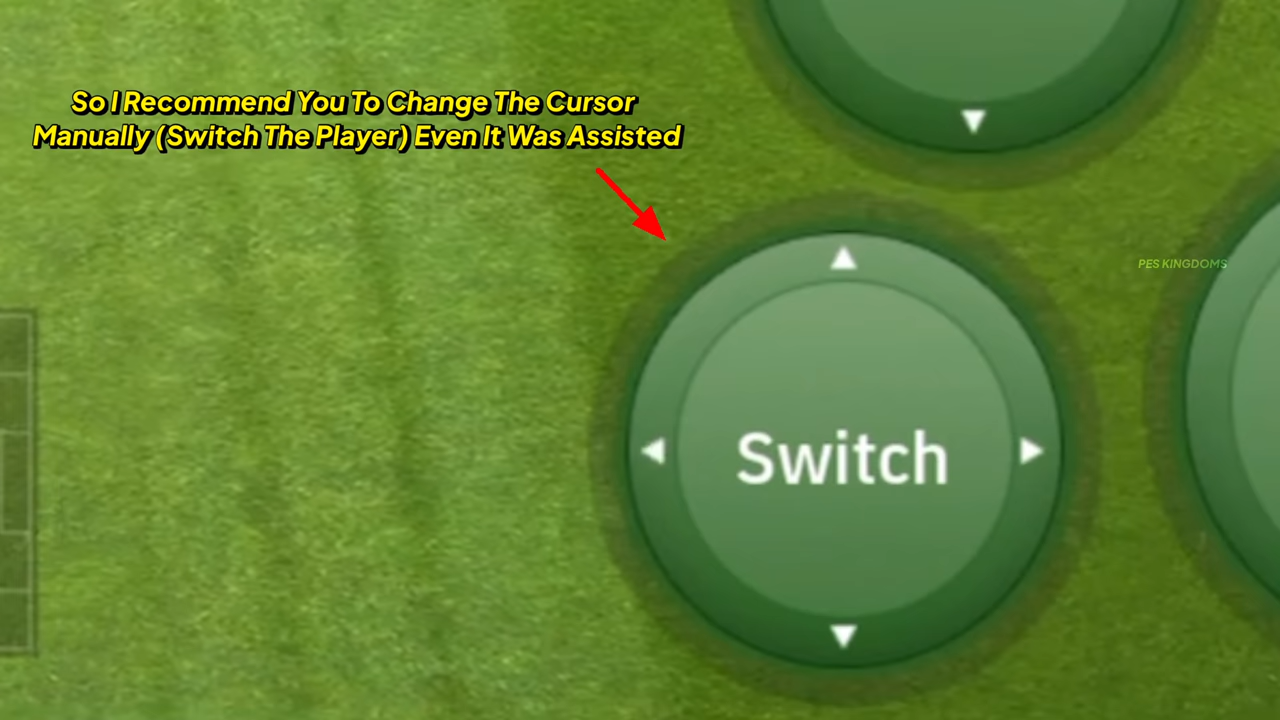 So I Recommend You To Change The Cursor
Manually (Switch The Player) Even It Was Assisted
PES KINGDOMS
Switch